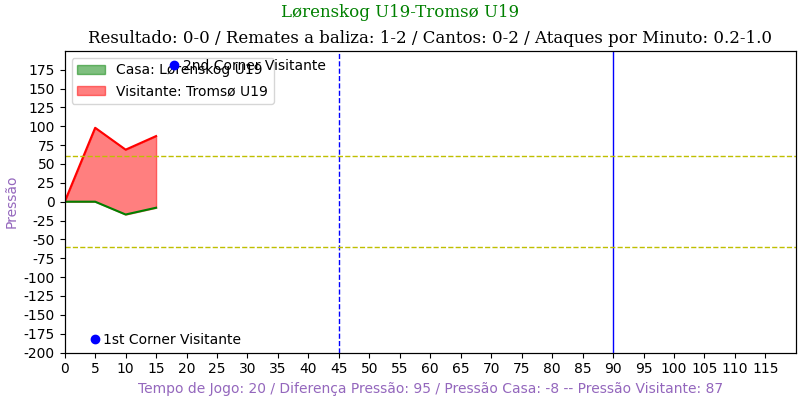 Lørenskog U19-Tromsø U19
Resultado: 0-0 / Remates a baliza: 1-2 / Cantos: 0-2 / Ataques por Minuto: 0.2-1.0
Casa: Lørenskog U19
Visitante: Tromsø U19
2nd Corner Visitante
1st Corner Visitante
Pressão
175
150
125
100
75
50
25
0
-25
-50
-75
-100
-125
-150
-175
-200
0 5 10 15 20 25 30 35 40 45 50 55 60 65 70 75 80 85 90 95 100 105 110 115
Tempo de Jogo: 20 / Diferença Pressão: 95 / Pressão Casa: -8 -- Pressão Visitante: 87